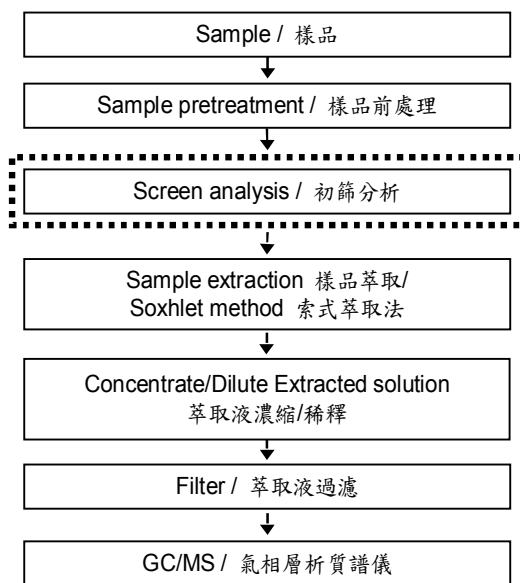 Sample / 樣品
Sample pretreatment / 樣品前處理
Screen analysis / 初篩分析
Sample extraction 樣品萃取/
Soxhlet method 索式萃取法
Concentrate/Dilute Extracted solution
萃取液濃縮/稀釋
Filter / 萃取液過濾
GC/MS / 氣相層析質譜儀